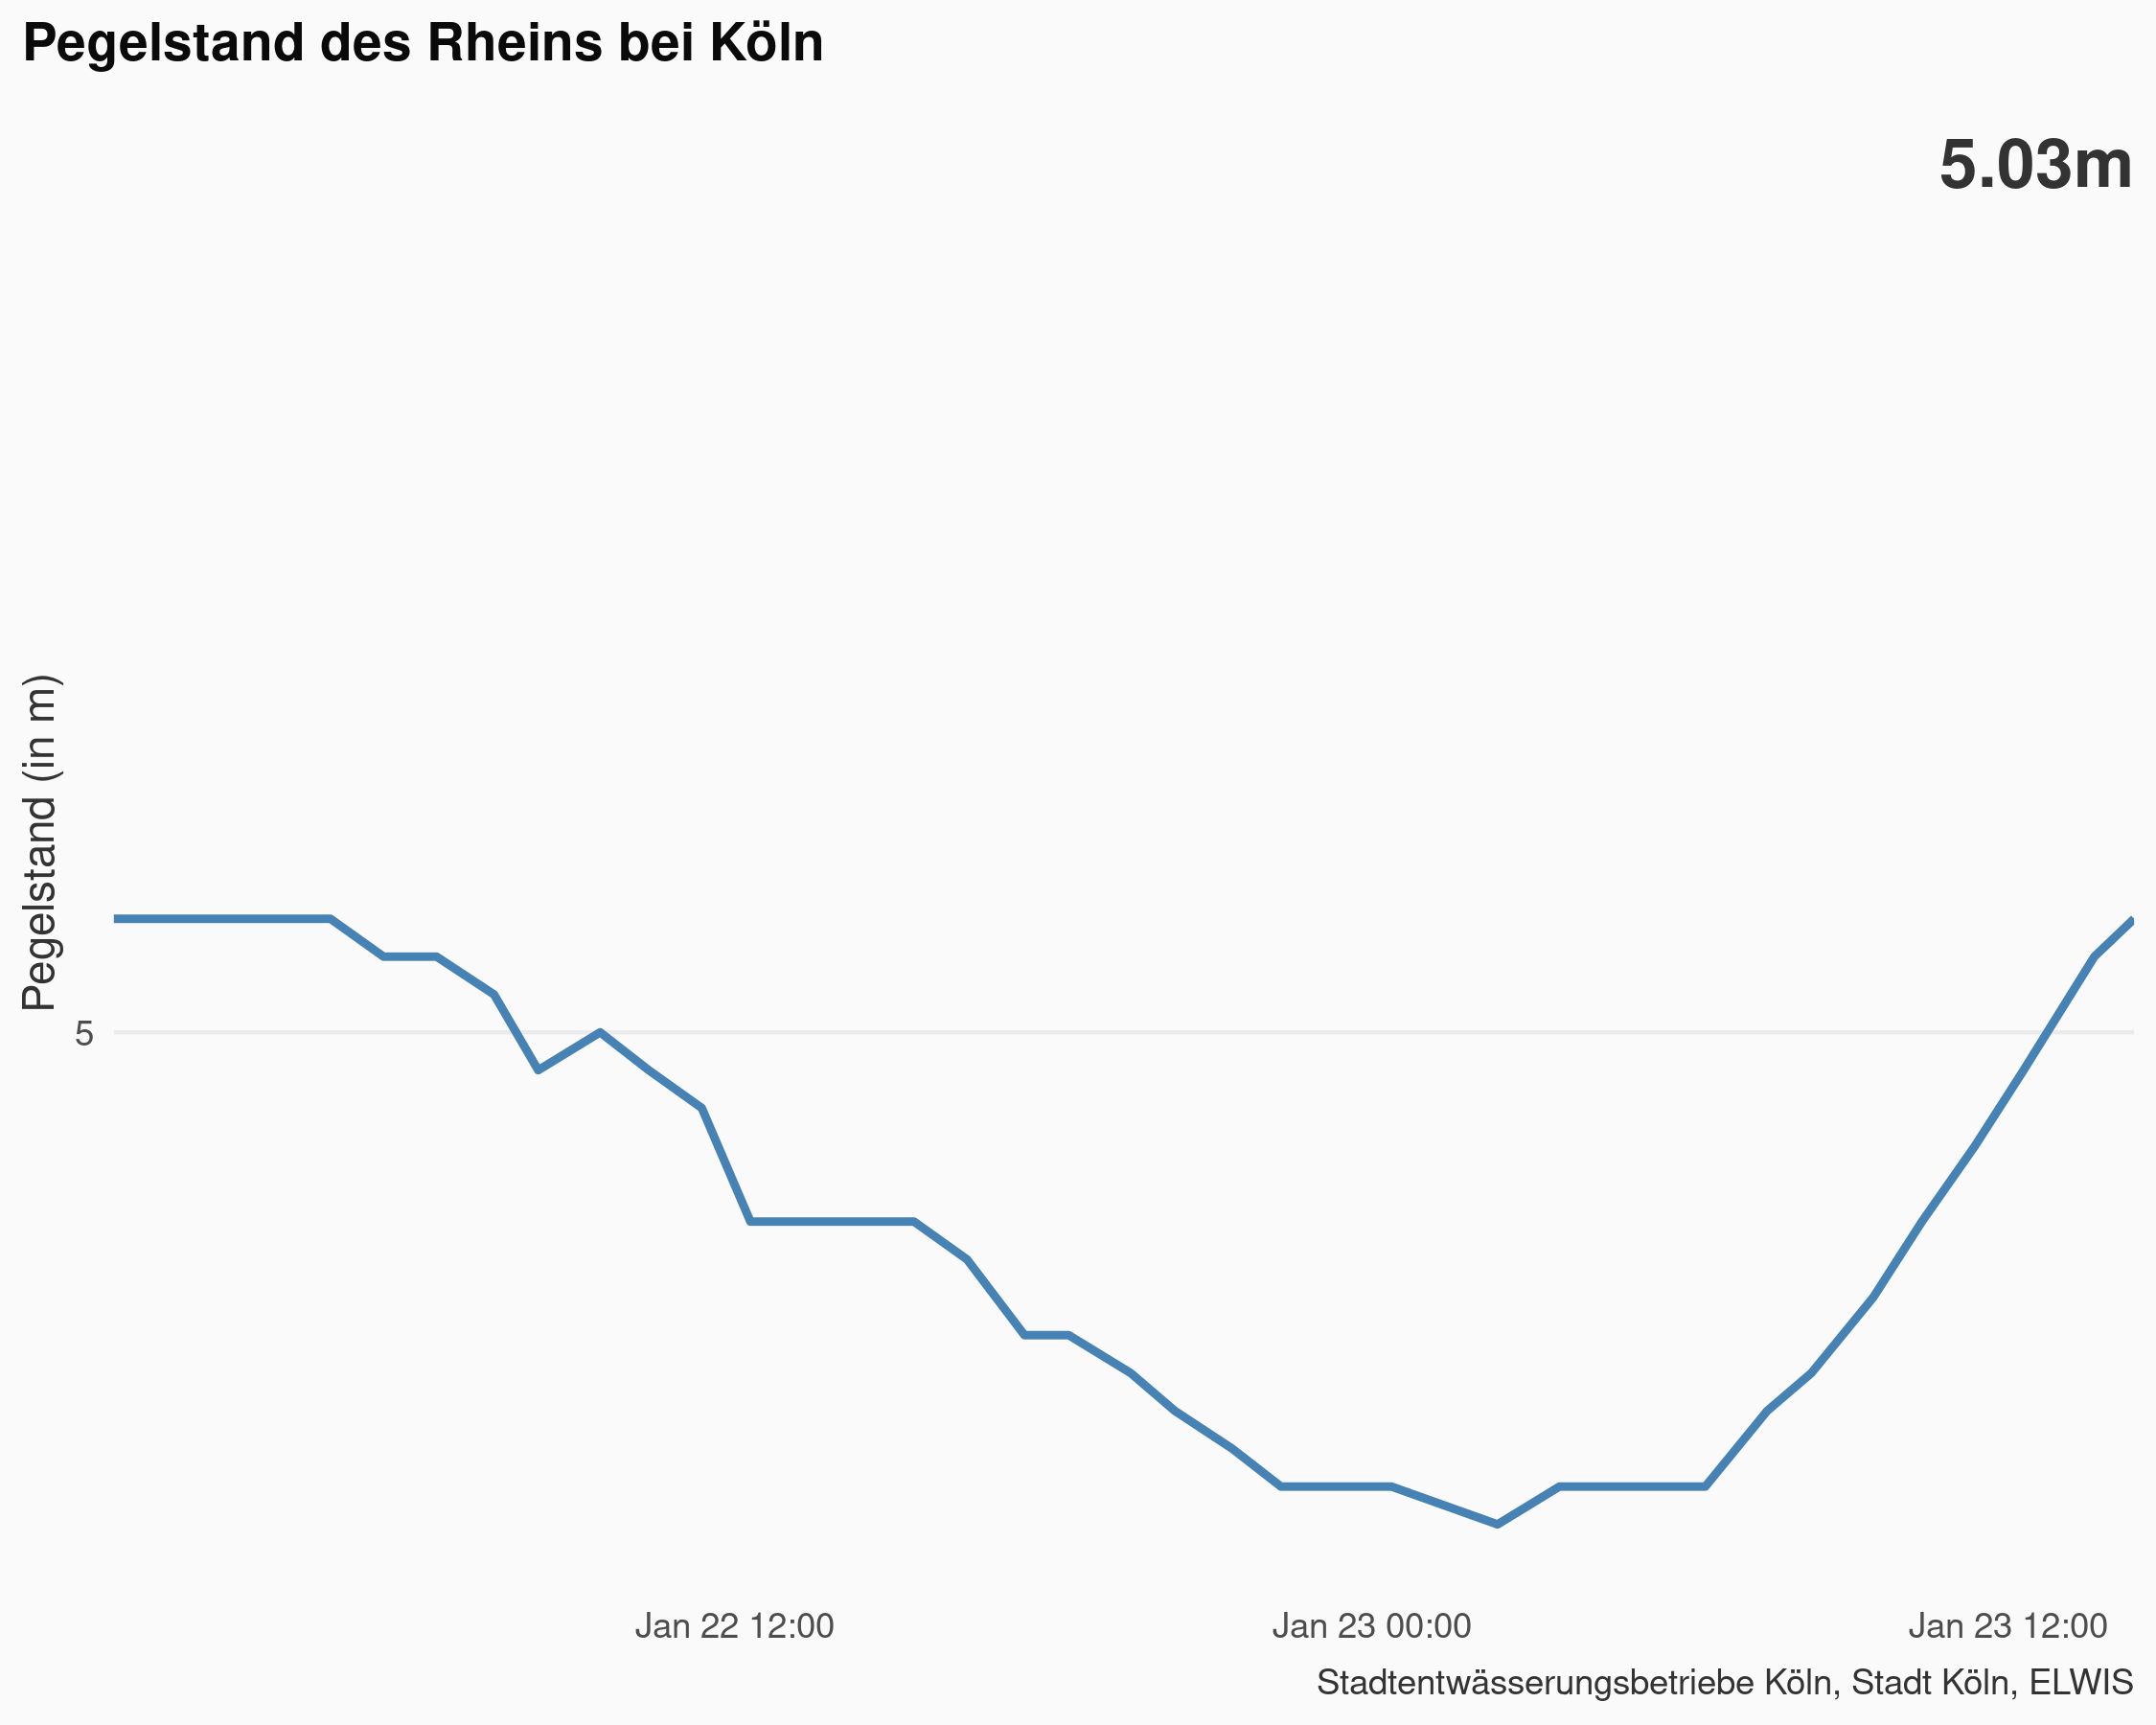 Pegelstand des Rheins bei Köln
5.03m
Pegelstand (in m)
5
Jan 22 12:00
Jan 23 00:00
Jan 23 12:00
Stadtentwässerungsbetriebe Köln, Stadt Köln, ELWIS